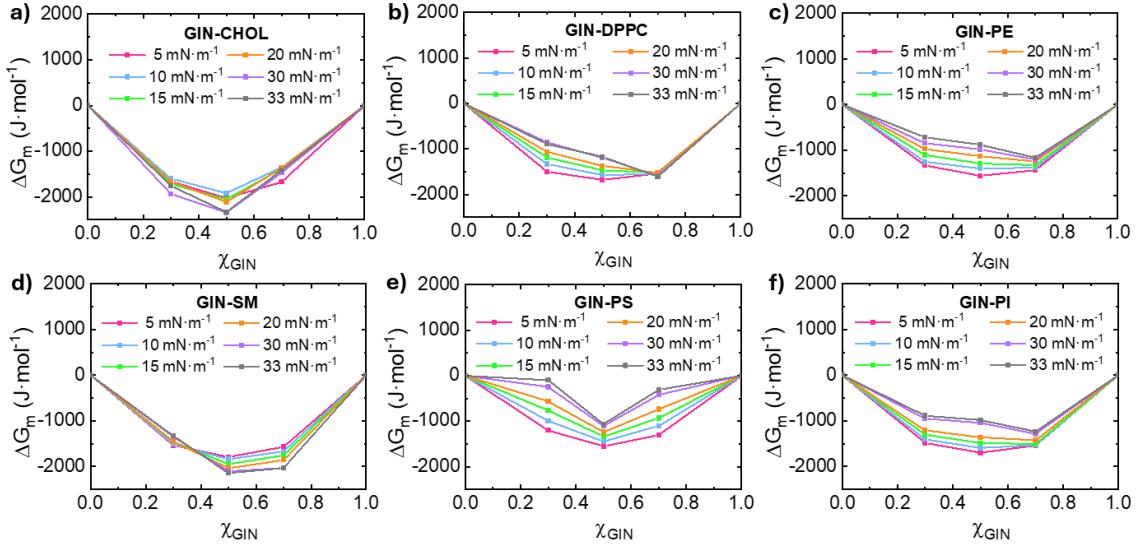 a)
GIN-CHOL
5 mN·m⁻¹ 20 mN·m⁻¹
10 mN·m⁻¹ 30 mN·m⁻¹
15 mN·m⁻¹ 33 mN·m⁻¹
ΔGₘ (J·mol⁻¹)
2000
1000
0
-1000
-2000
0.0 0.2 0.4 0.6 0.8 1.0
χGIN
b)
GIN-DPPC
5 mN·m⁻¹ 20 mN·m⁻¹
10 mN·m⁻¹ 30 mN·m⁻¹
15 mN·m⁻¹ 33 mN·m⁻¹
ΔGₘ (J·mol⁻¹)
2000
1000
0
-1000
-2000
0.0 0.2 0.4 0.6 0.8 1.0
χGIN
c)
GIN-PE
5 mN·m⁻¹ 20 mN·m⁻¹
10 mN·m⁻¹ 30 mN·m⁻¹
15 mN·m⁻¹ 33 mN·m⁻¹
ΔGₘ (J·mol⁻¹)
2000
1000
0
-1000
-2000
0.0 0.2 0.4 0.6 0.8 1.0
χGIN
d)
GIN-SM
5 mN·m⁻¹ 20 mN·m⁻¹
10 mN·m⁻¹ 30 mN·m⁻¹
15 mN·m⁻¹ 33 mN·m⁻¹
ΔGₘ (J·mol⁻¹)
2000
1000
0
-1000
-2000
0.0 0.2 0.4 0.6 0.8 1.0
χGIN
e)
GIN-PS
5 mN·m⁻¹ 20 mN·m⁻¹
10 mN·m⁻¹ 30 mN·m⁻¹
15 mN·m⁻¹ 33 mN·m⁻¹
ΔGₘ (J·mol⁻¹)
2000
1000
0
-1000
-2000
0.0 0.2 0.4 0.6 0.8 1.0
χGIN
f)
GIN-PI
5 mN·m⁻¹ 20 mN·m⁻¹
10 mN·m⁻¹ 30 mN·m⁻¹
15 mN·m⁻¹ 33 mN·m⁻¹
ΔGₘ (J·mol⁻¹)
2000
1000
0
-1000
-2000
0.0 0.2 0.4 0.6 0.8 1.0
χGIN